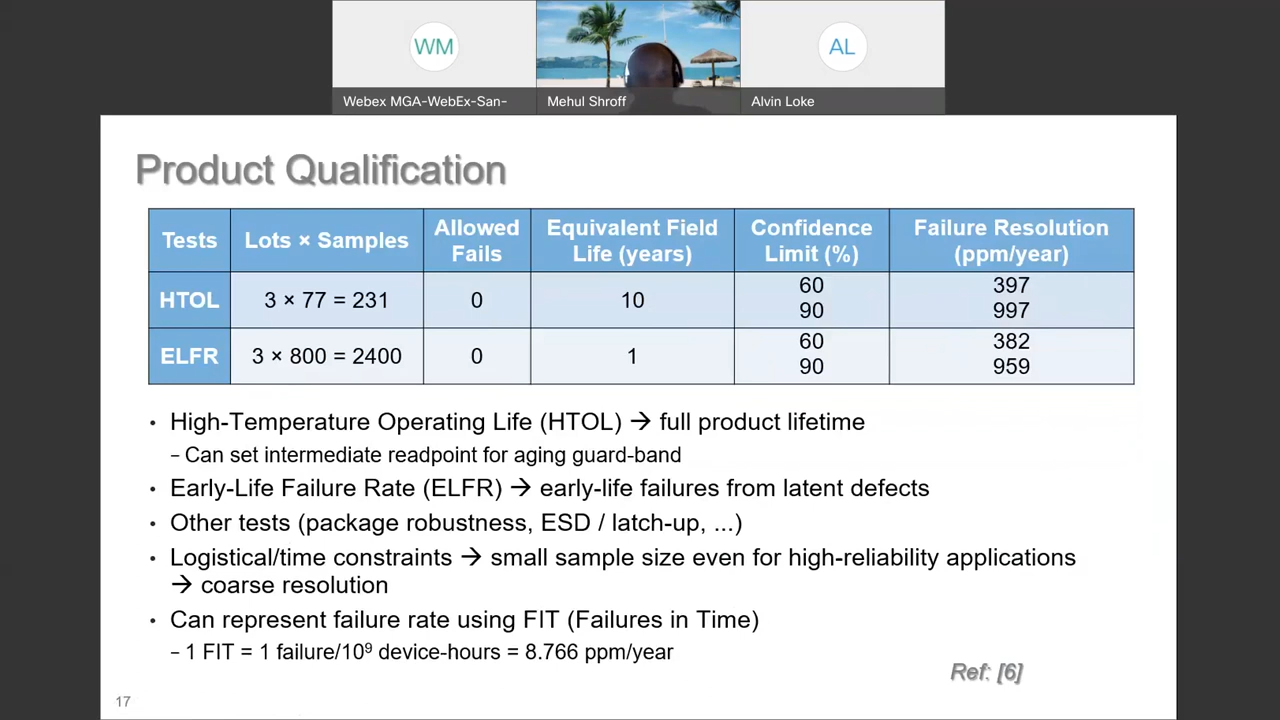 WM
AL
Webex MGA-WebEx-San-
Mehul Shroff
Alvin Loke
Product Qualification
Tests Lots × Samples Allowed Fails Equivalent Field Life (years) Confidence Limit (%) Failure Resolution (ppm/year)
HTOL 3 × 77 = 231 0 10 60 90 397 997
ELFR 3 × 800 = 2400 0 1 60 90 382 959
• High-Temperature Operating Life (HTOL) → full product lifetime
– Can set intermediate readpoint for aging guard-band
• Early-Life Failure Rate (ELFR) → early-life failures from latent defects
• Other tests (package robustness, ESD / latch-up, ...)
• Logistical/time constraints → small sample size even for high-reliability applications
→ coarse resolution
• Can represent failure rate using FIT (Failures in Time)
– 1 FIT = 1 failure/10⁹ device-hours = 8.766 ppm/year
Ref: [6]
17